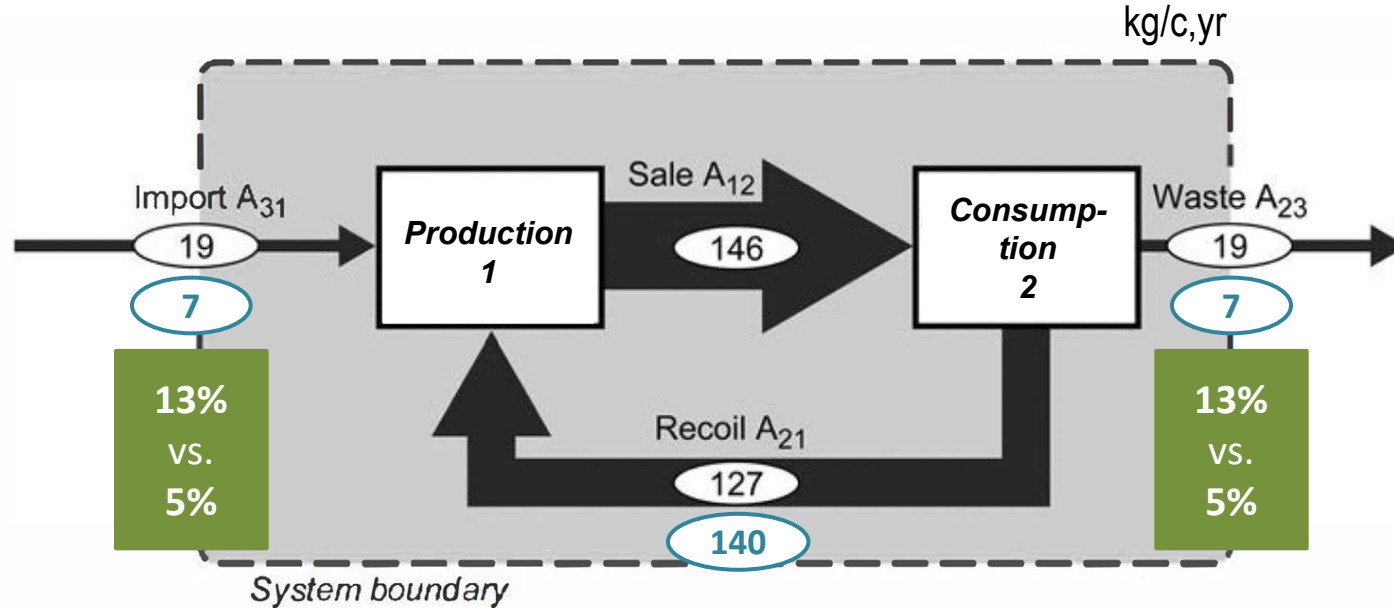 kg/c,yr
Import A31
19
7
13%
vs.
5%
Production
1
Sale A12
146
Consump-
tion
2
Waste A23
19
7
13%
vs.
5%
Recoil A21
127
140
System boundary